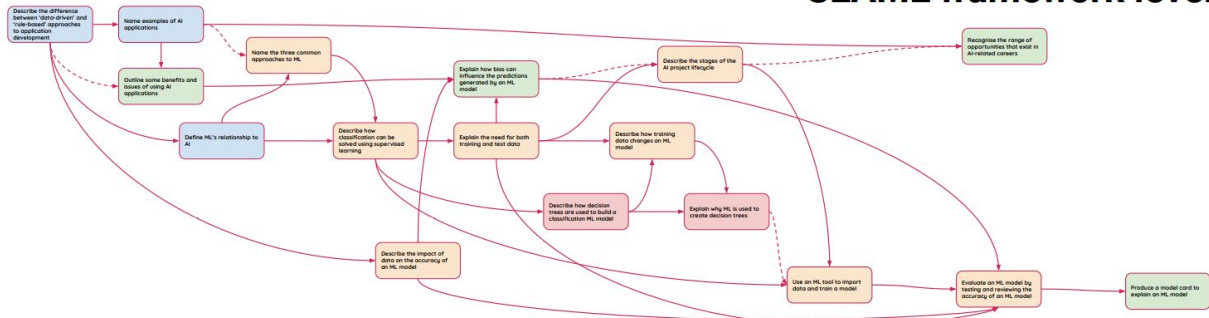 Describe the difference
between 'data-driven' and
'rule-based' approaches
to application
development
Name examples of AI
applications
Outline some benefits and
issues of using AI
applications
Name the three common
approaches to ML
Define ML's relationship to
AI
Describe how
classification can be
solved using supervised
learning
Explain how bias can
influence the predictions
generated by an ML
model
Explain the need for both
training and test data
Describe the stages of the
AI project lifecycle
Recognise the range of
opportunities that exist in
AI-related careers
Describe how training
data changes an ML
model
Describe how decision
trees are used to build a
classification ML model
Explain why ML is used to
create decision trees
Describe the impact of
data on the accuracy of
an ML model
Use an ML tool to import
data and train a model
Evaluate an ML model by
testing and reviewing the
accuracy of an ML model
Produce a model card to
explain an ML model